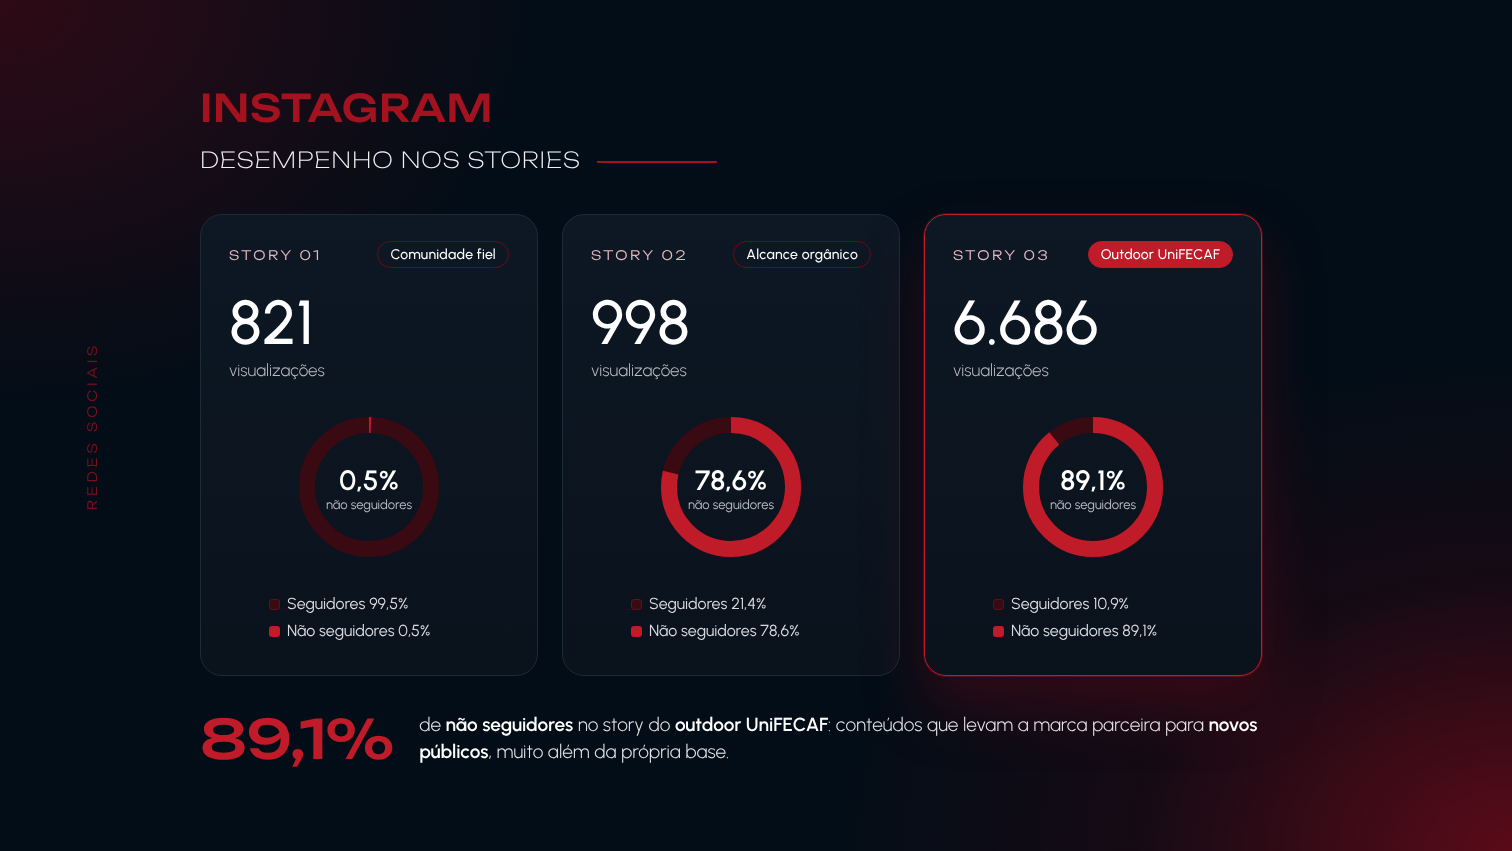 INSTAGRAM
DESEMPENHO NOS STORIES
REDES SOCIAIS
STORY 01
Comunidade fiel
821
visualizações
0,5%
não seguidores
Seguidores 99,5%
Não seguidores 0,5%
STORY 02
Alcance orgânico
998
visualizações
78,6%
não seguidores
Seguidores 21,4%
Não seguidores 78,6%
STORY 03
Outdoor UniFECAF
6.686
visualizações
89,1%
não seguidores
Seguidores 10,9%
Não seguidores 89,1%
89,1%
de não seguidores no story do outdoor UniFECAF: conteúdos que levam a marca parceira para novos
públicos, muito além da própria base.